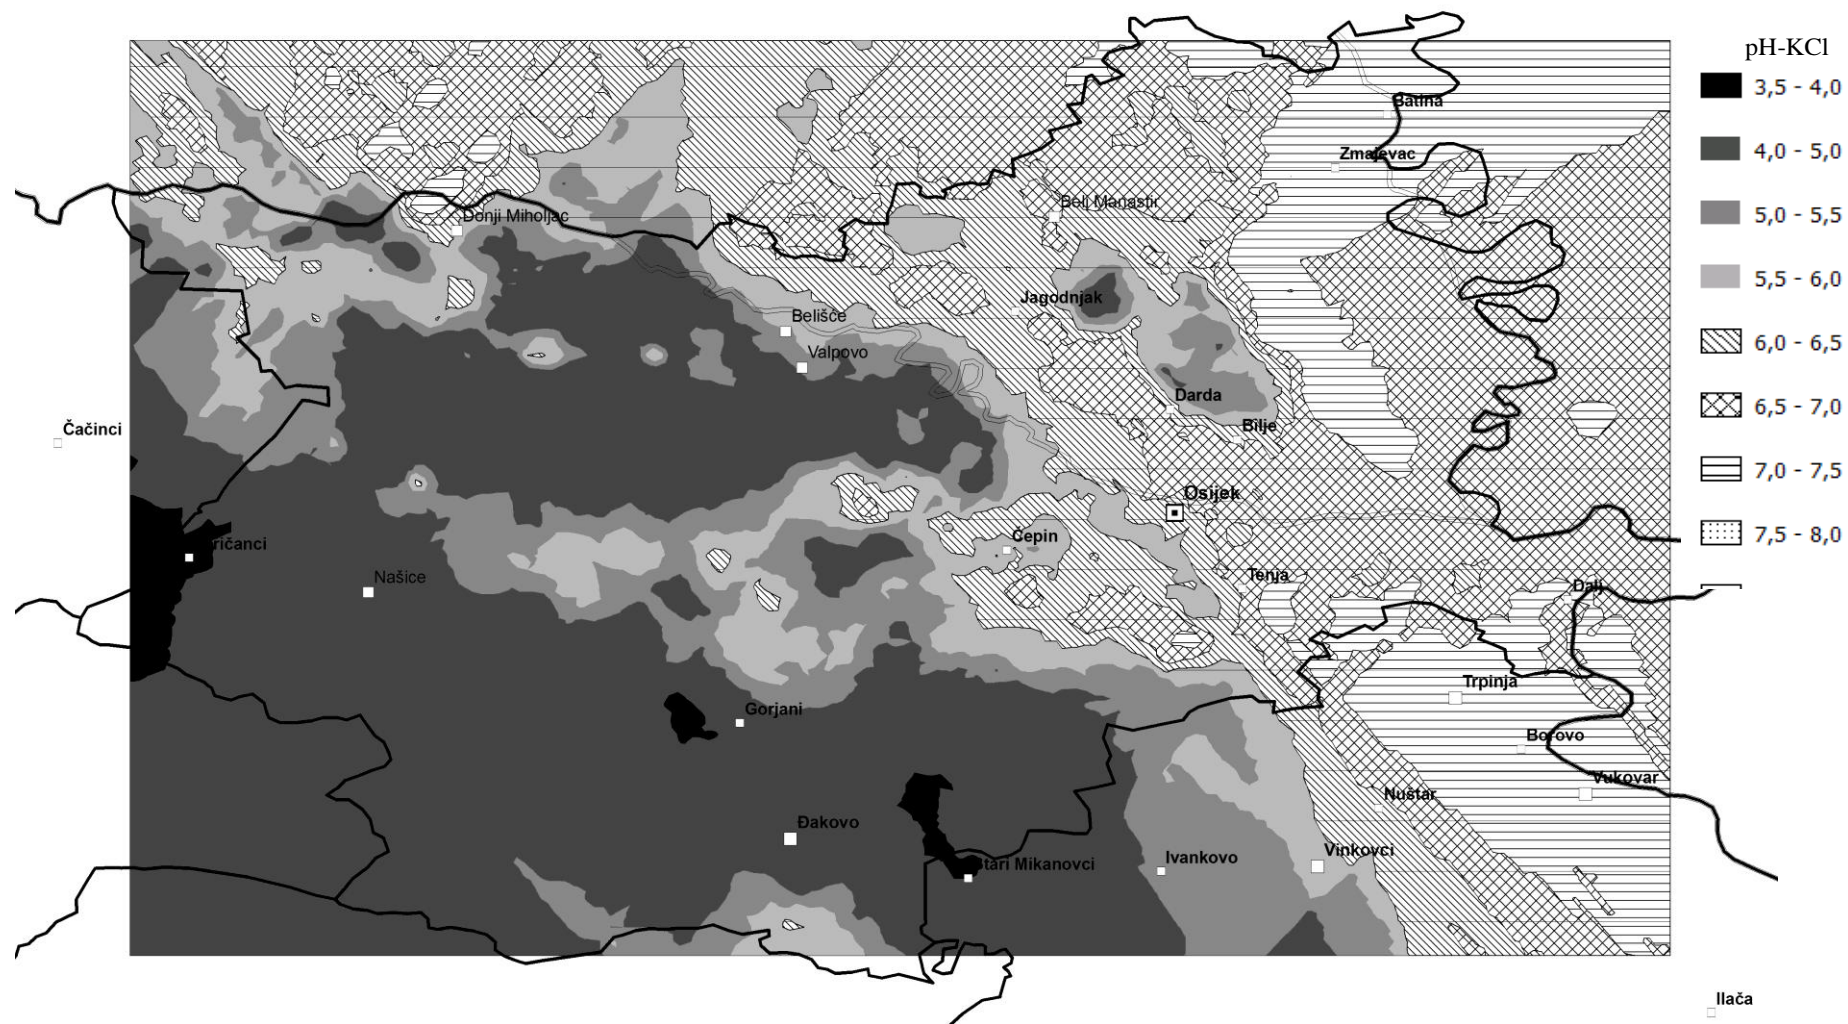 pH-KCl
3,5 - 4,0
4,0 - 5,0
5,0 - 5,5
5,5 - 6,0
6,0 - 6,5
6,5 - 7,0
7,0 - 7,5
7,5 - 8,0
Batina
Zmajevac
Donji Miholjac
Belj Manastir
Jagodnjak
Belišće
Valpovo
Darda
Čačinci
Bilje
Osijek
Čepin
ričanci
Našice
Tenja
Dalj
Trpinja
Gorjani
Borovo
Vukovar
Nuštar
Đakovo
Vinkovci
Stari Mikanovci
Ivankovo
Ilača